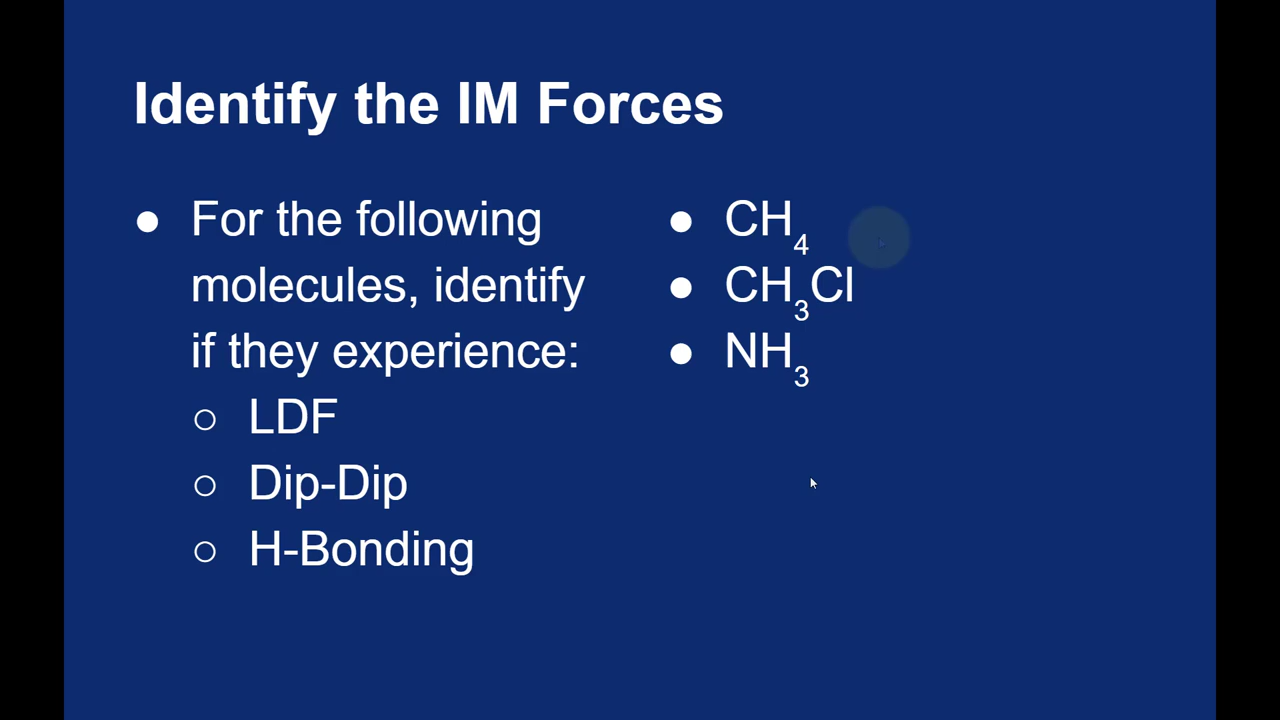 Identify the IM Forces
● For the following
molecules, identify
if they experience:
○ LDF
○ Dip-Dip
○ H-Bonding
● CH₄
● CH₃Cl
● NH₃